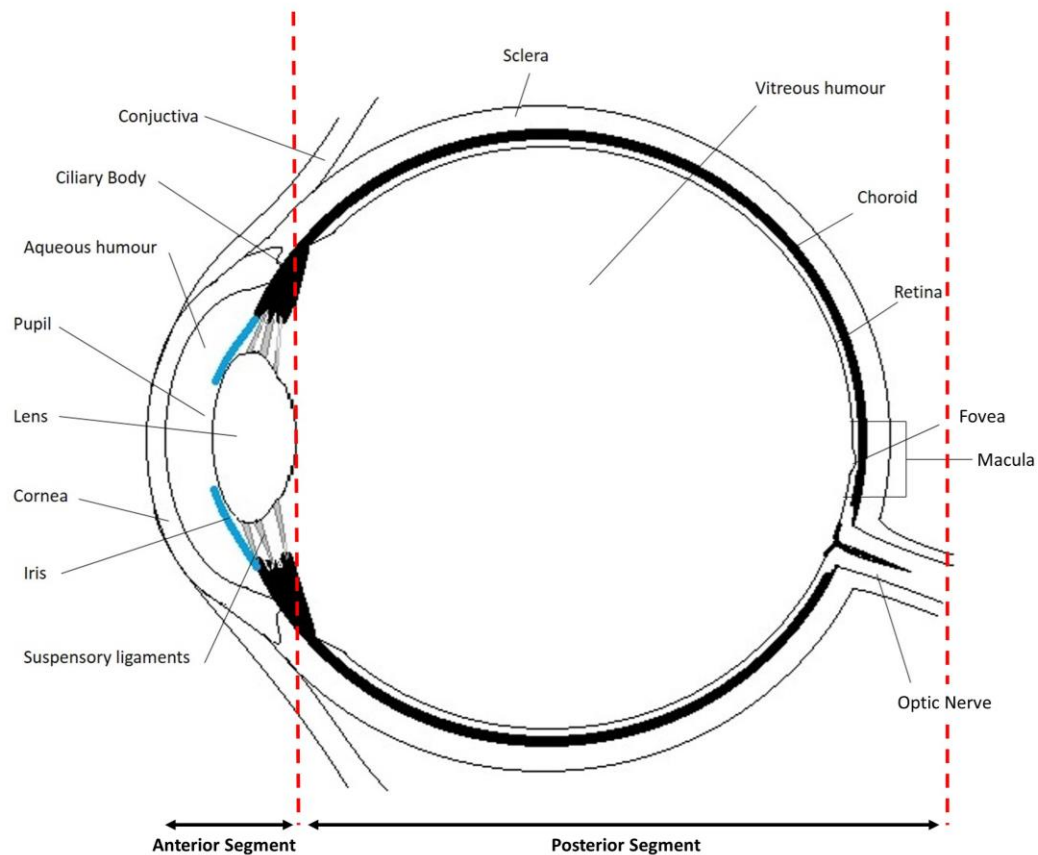 Sclera
Vitreous humour
Conjuctiva
Ciliary Body
Choroid
Aqueous humour
Retina
Pupil
Lens
Fovea
Macula
Cornea
Iris
Suspensory ligaments
Optic Nerve
Anterior Segment
Posterior Segment